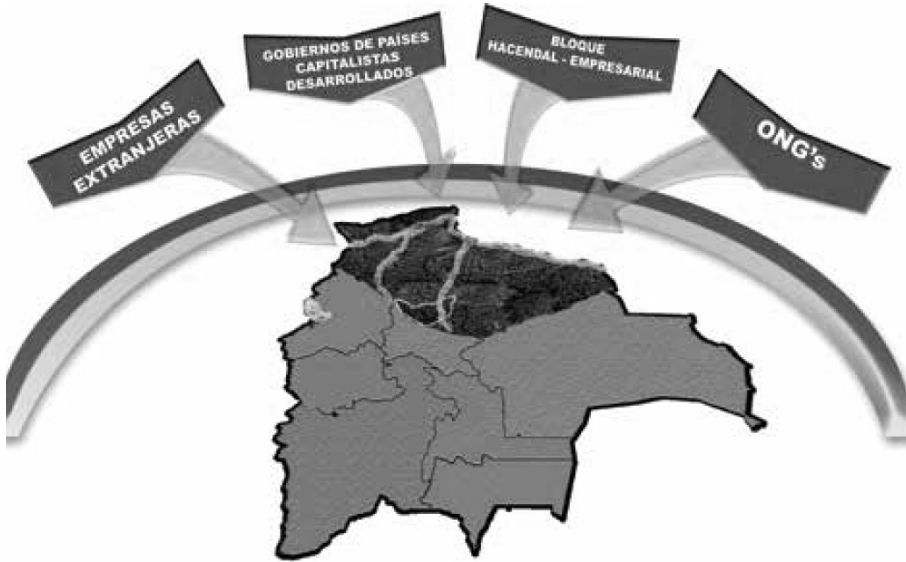 EMPRESAS
EXTRANJERAS
GOBIERNOS DE PAÍSES
CAPITALISTAS
DESARROLLADOS
BLOQUE
HACENDAL - EMPRESARIAL
ONG's